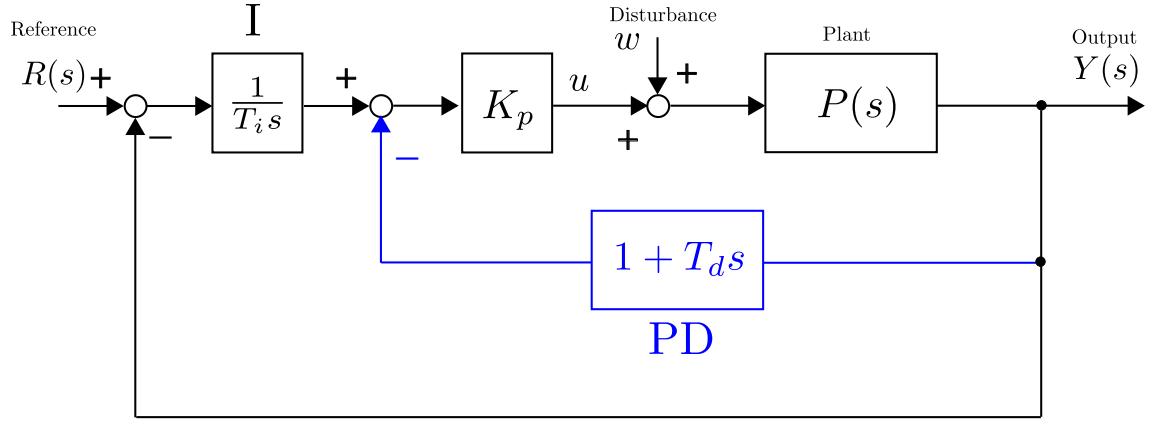 Reference
R(s)
+
−
I
1
T_i s
+
−
K_p
u
Disturbance
w
+
+
Plant
P(s)
Output
Y(s)
1 + T_d s
PD